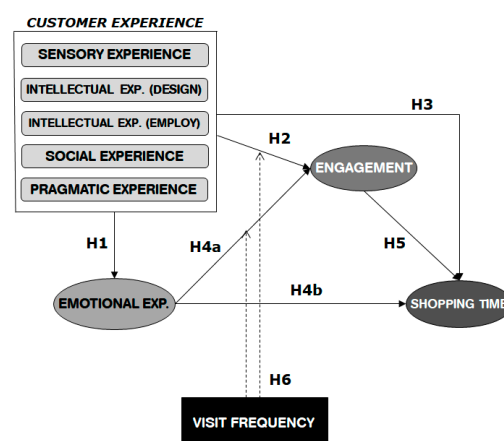 CUSTOMER EXPERIENCE
SENSORY EXPERIENCE
INTELLECTUAL EXP. (DESIGN)
INTELLECTUAL EXP. (EMPLOY)
SOCIAL EXPERIENCE
PRAGMATIC EXPERIENCE
H3
H2
ENGAGEMENT
H1
H4a
H5
EMOTIONAL EXP.
H4b
SHOPPING TIME
H6
VISIT FREQUENCY